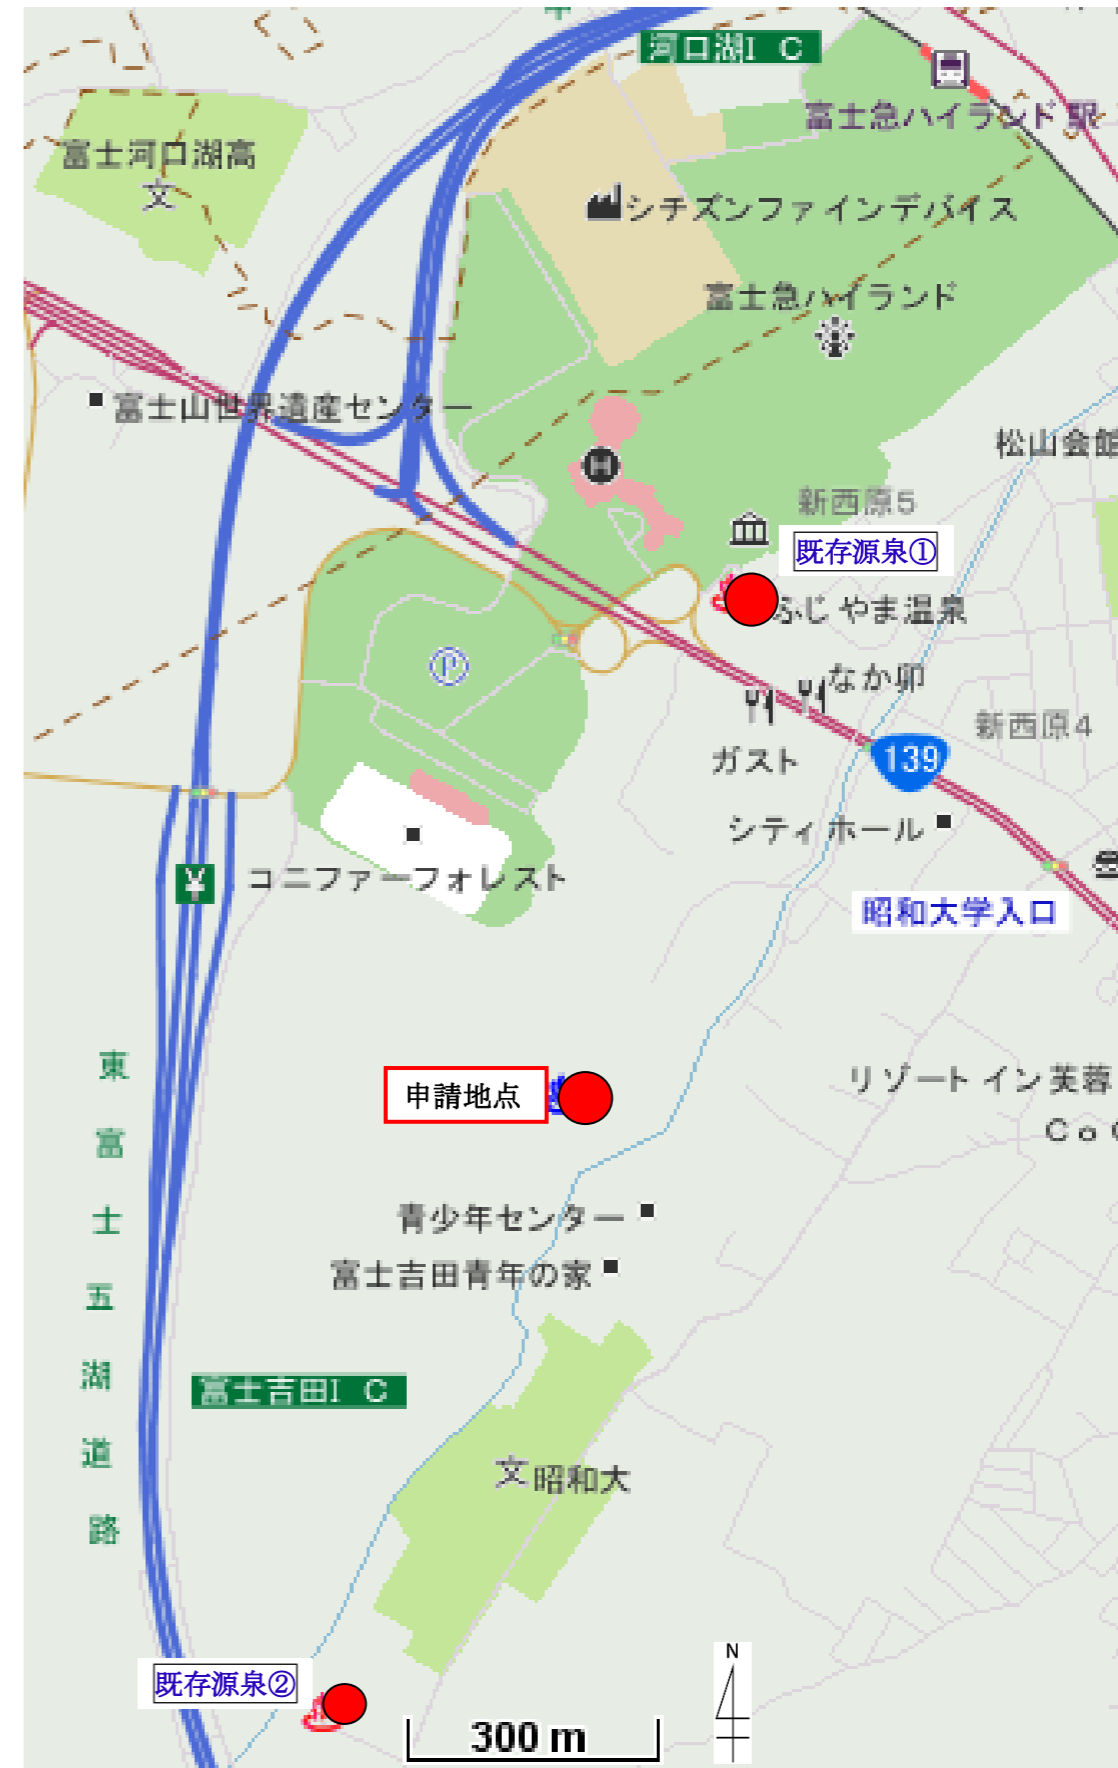 河口湖I C
富士急ハイランド駅
富士河口湖高
文
シチズンファインデバイス
富士急ハイランド
富士山世界遺産センター
松山会館
H
新西原5
既存源泉①
ふじやま温泉
P
なか卯
新西原4
ガスト
139
シティホール
コニファーフォレスト
¥
昭和大学入口
東富士五湖道路
申請地点
リゾートイン芙蓉
Co
青少年センター
富士吉田青年の家
富士吉田I C
文昭和大
既存源泉②
N
300 m